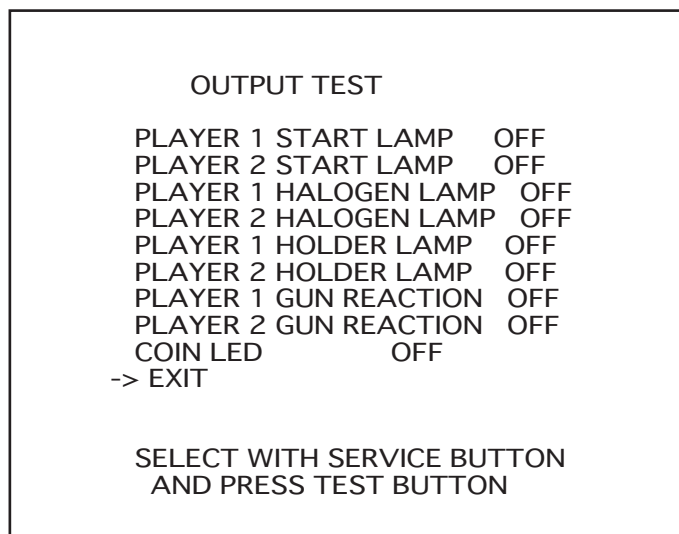 OUTPUT TEST
PLAYER 1 START LAMP OFF
PLAYER 2 START LAMP OFF
PLAYER 1 HALOGEN LAMP OFF
PLAYER 2 HALOGEN LAMP OFF
PLAYER 1 HOLDER LAMP OFF
PLAYER 2 HOLDER LAMP OFF
PLAYER 1 GUN REACTION OFF
PLAYER 2 GUN REACTION OFF
COIN LED OFF
-> EXIT
SELECT WITH SERVICE BUTTON
AND PRESS TEST BUTTON